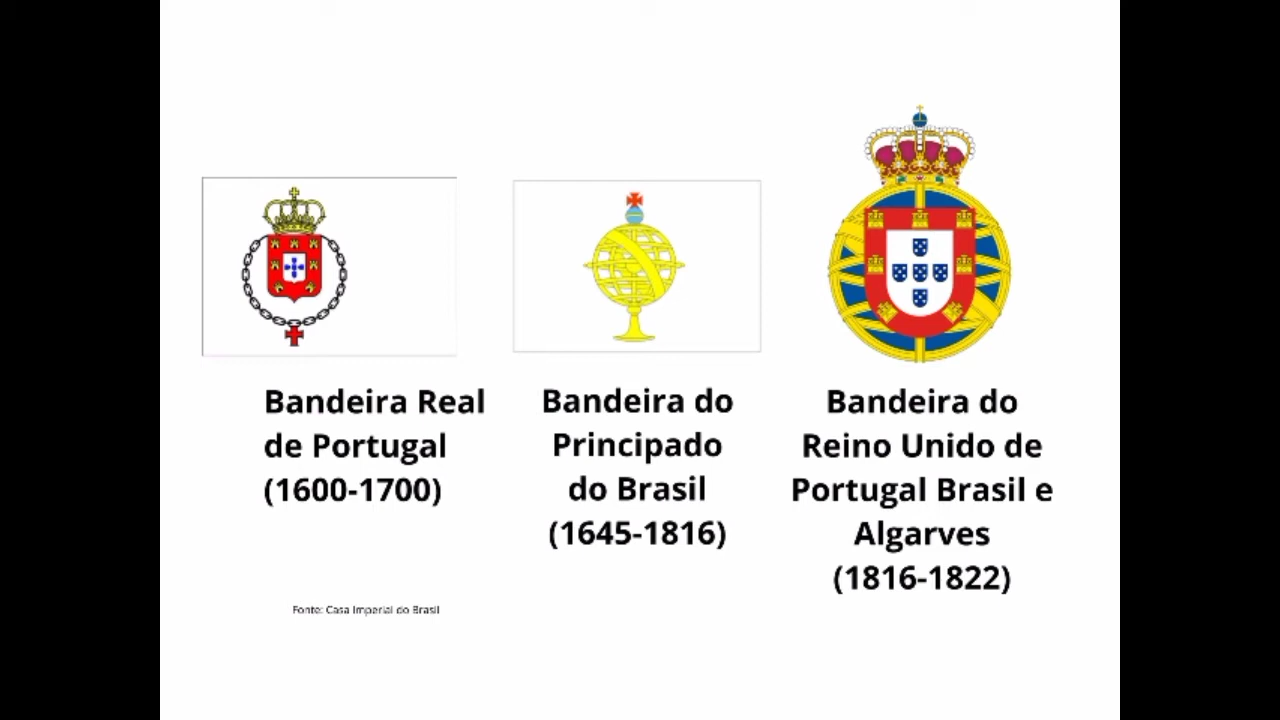 Bandeira Real
de Portugal
(1600-1700)
Bandeira do
Principado
do Brasil
(1645-1816)
Bandeira do
Reino Unido de
Portugal Brasil e
Algarves
(1816-1822)
Fonte: Casa Imperial do Brasil